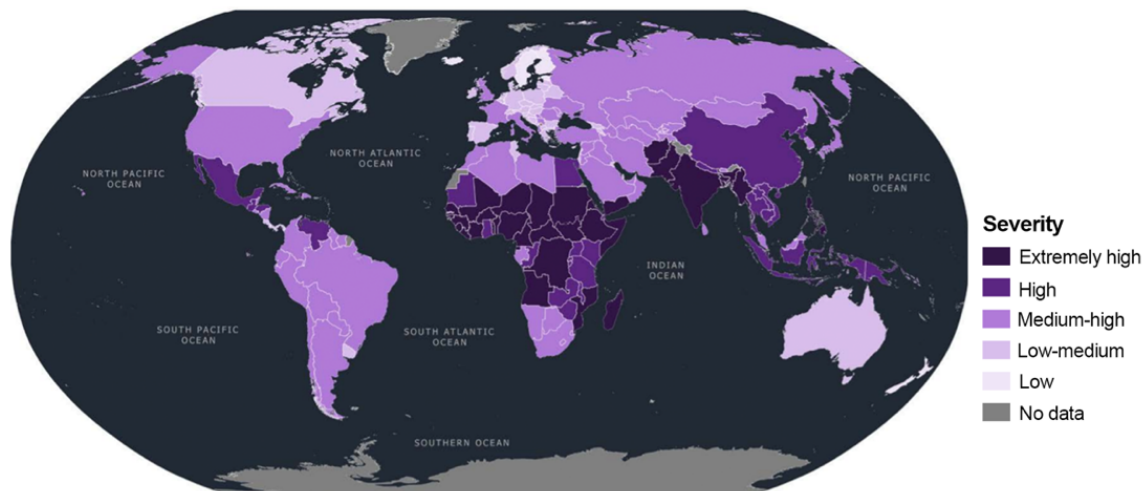 NORTH PACIFIC
OCEAN
NORTH ATLANTIC
OCEAN
NORTH PACIFIC
OCEAN
INDIAN
OCEAN
SOUTH PACIFIC
OCEAN
SOUTH ATLANTIC
OCEAN
SOUTHERN OCEAN
Severity
Extremely high
High
Medium-high
Low-medium
Low
No data